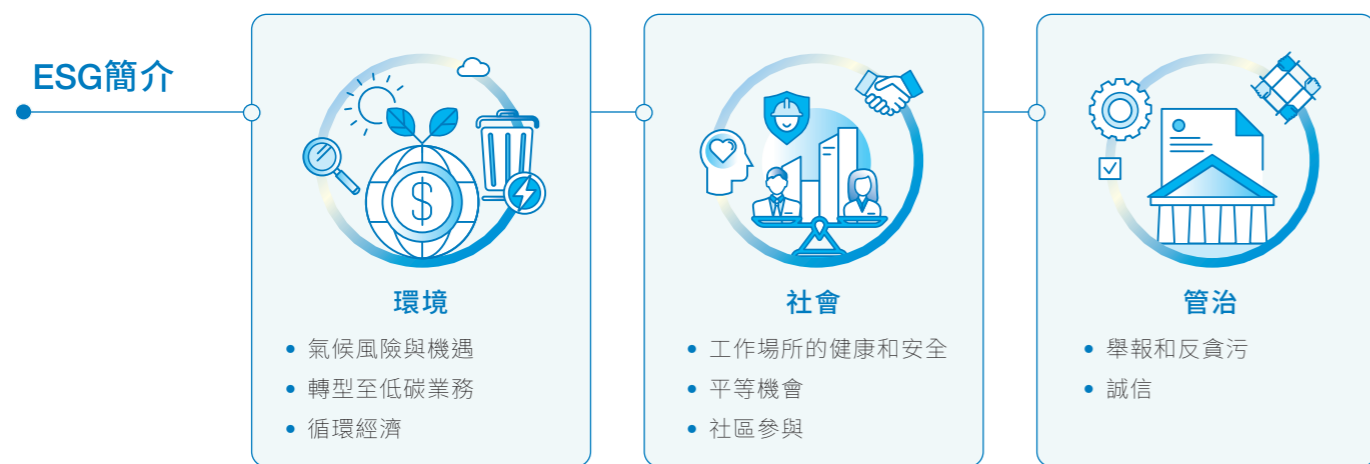 ESG簡介
環境
• 氣候風險與機遇
• 轉型至低碳業務
• 循環經濟
社會
• 工作場所的健康和安全
• 平等機會
• 社區參與
管治
• 舉報和反貪污
• 誠信
$